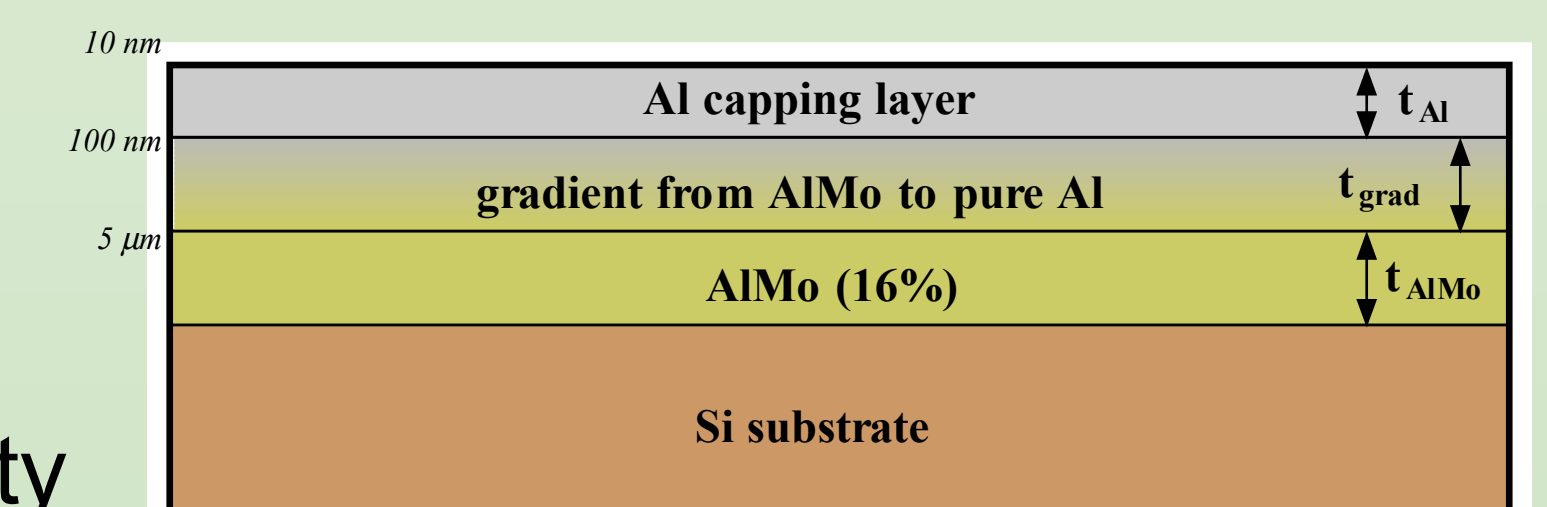 10 nm
Al capping layer
t Al
100 nm
gradient from AlMo to pure Al
t grad
5 μm
AlMo (16%)
t AlMo
Si substrate
ty